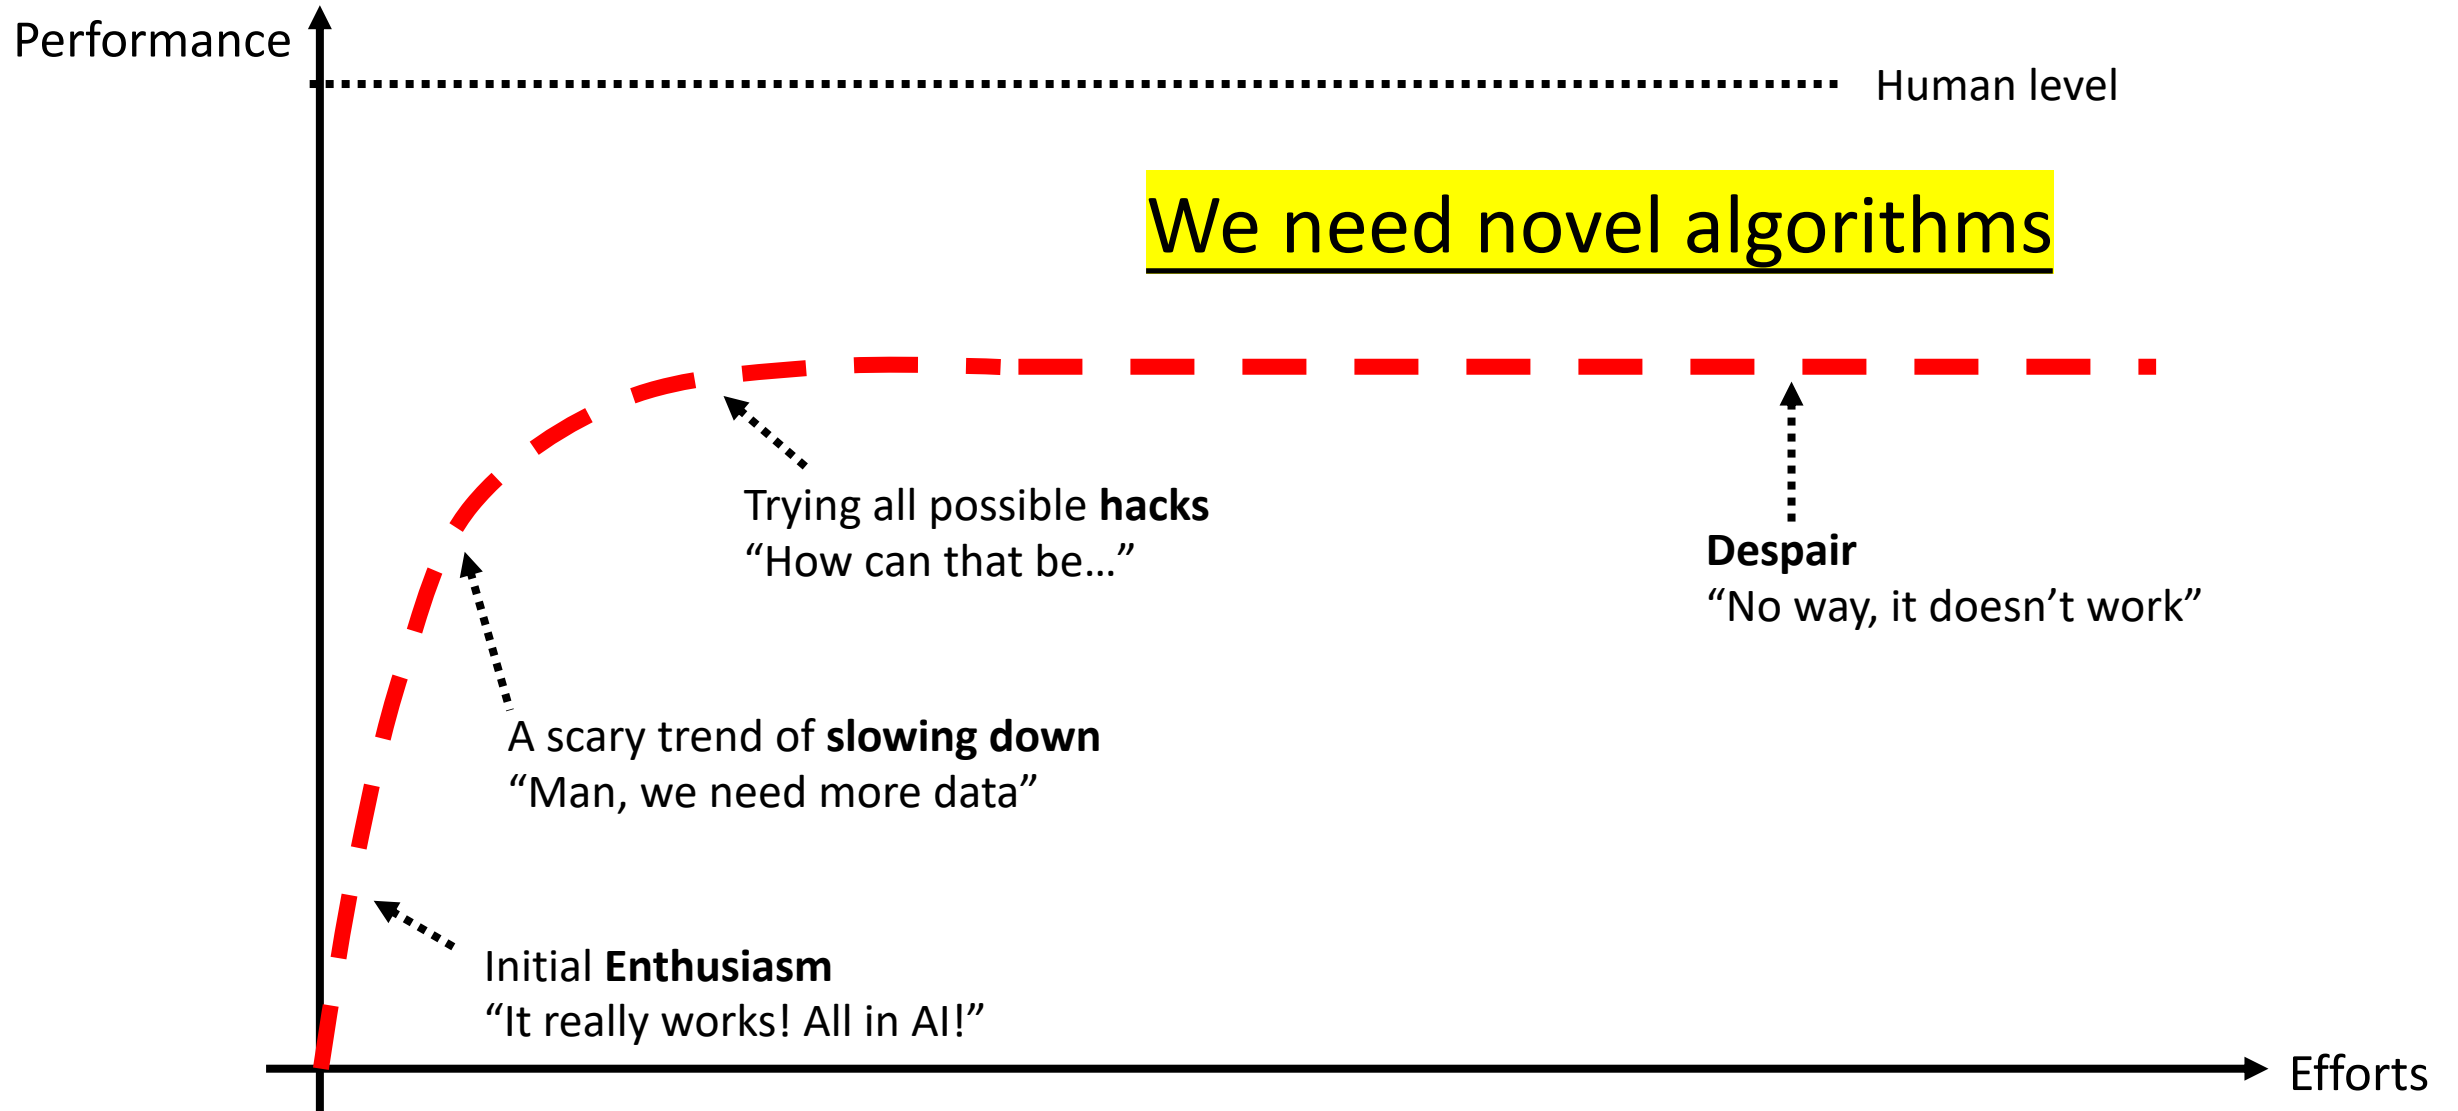 Performance
Human level
We need novel algorithms
Trying all possible hacks
“How can that be…”
Despair
“No way, it doesn’t work”
A scary trend of slowing down
“Man, we need more data”
Initial Enthusiasm
“It really works! All in AI!”
Efforts